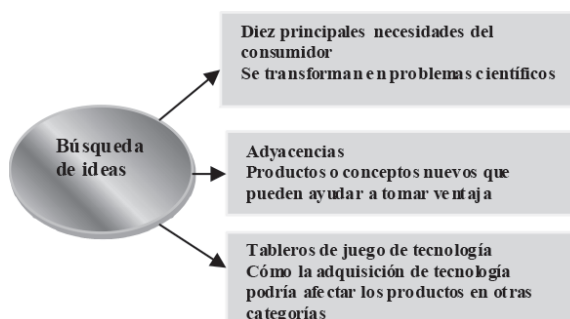 Diez principales necesidades del
consumidor
Se transforman en problemas científicos
Búsqueda
de ideas
Adyacencias
Productos o conceptos nuevos que
pueden ayudar a tomar ventaja
Tableros de juego de tecnología
Cómo la adquisición de tecnología
podría afectar los productos en otras
categorías